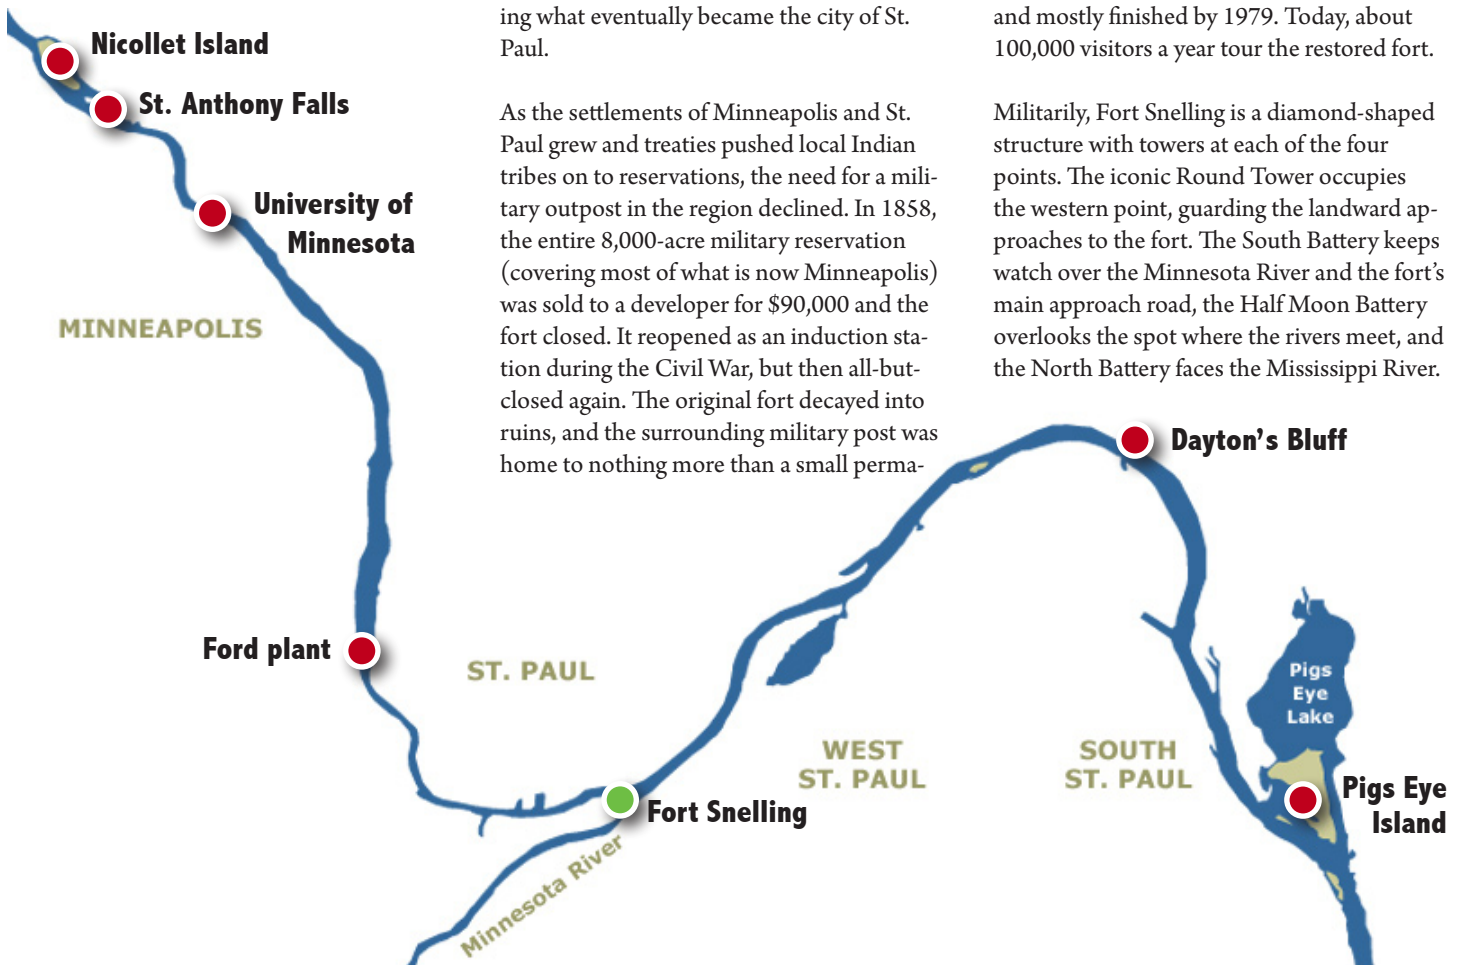 ing what eventually became the city of St.
Paul.
As the settlements of Minneapolis and St.
Paul grew and treaties pushed local Indian
tribes on to reservations, the need for a mili-
tary outpost in the region declined. In 1858,
the entire 8,000-acre military reservation
(covering most of what is now Minneapolis)
was sold to a developer for $90,000 and the
fort closed. It reopened as an induction sta-
tion during the Civil War, but then all-but-
closed again. The original fort decayed into
ruins, and the surrounding military post was
home to nothing more than a small perma-
and mostly finished by 1979. Today, about
100,000 visitors a year tour the restored fort.
Militarily, Fort Snelling is a diamond-shaped
structure with towers at each of the four
points. The iconic Round Tower occupies
the western point, guarding the landward ap-
proaches to the fort. The South Battery keeps
watch over the Minnesota River and the fort's
main approach road, the Half Moon Battery
overlooks the spot where the rivers meet, and
the North Battery faces the Mississippi River.
Nicollet Island
St. Anthony Falls
University of
Minnesota
MINNEAPOLIS
Dayton's Bluff
Ford plant
ST. PAUL
Pigs
Eye
Lake
WEST
ST. PAUL
SOUTH
ST. PAUL
Pigs Eye
Island
Fort Snelling
Minnesota River